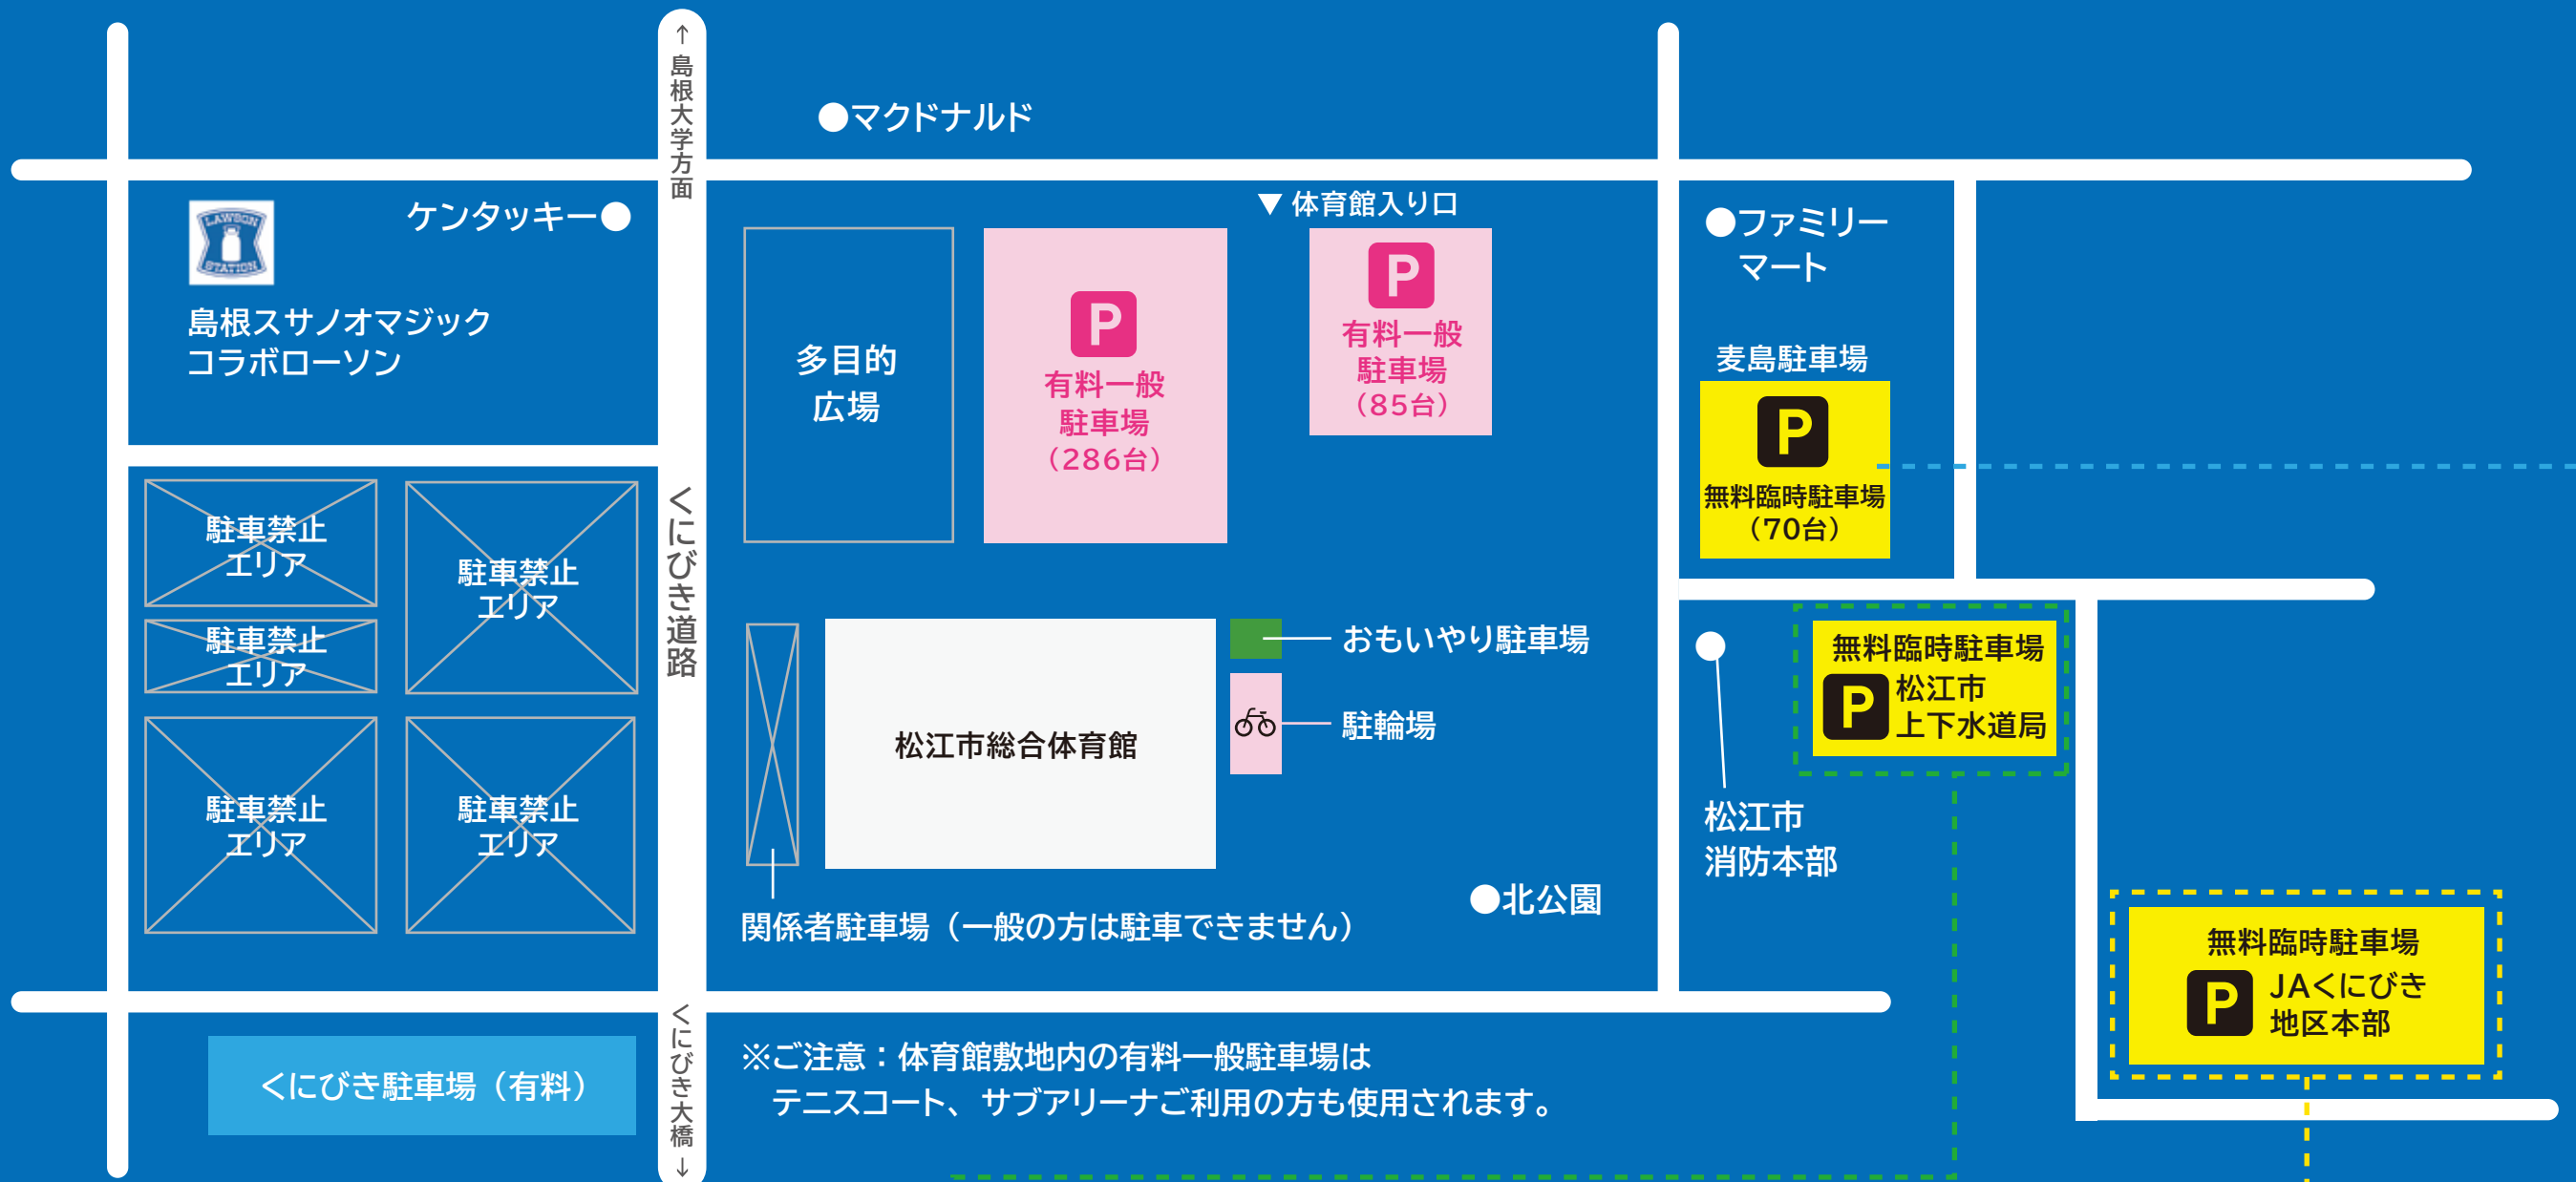 ↑島根大学方面
●マクドナルド
▼体育館入り口
LAWSON
STATION
ケンタッキー●
島根スサノオマジック
コラボローソン
多目的
広場
P
有料一般
駐車場
（286台）
P
有料一般
駐車場
（85台）
●ファミリー
マート
麦島駐車場
P
無料臨時駐車場
（70台）
くにびき道路
駐車禁止
エリア
駐車禁止
エリア
駐車禁止
エリア
駐車禁止
エリア
駐車禁止
エリア
松江市総合体育館
おもいやり駐車場
駐輪場
関係者駐車場（一般の方は駐車できません）
●北公園
松江市
消防本部
無料臨時駐車場
P
松江市
上下水道局
無料臨時駐車場
P
JAくにびき
地区本部
くにびき駐車場（有料）
くにびき大橋↓
※ご注意：体育館敷地内の有料一般駐車場は
テニスコート、サブアリーナご利用の方も使用されます。